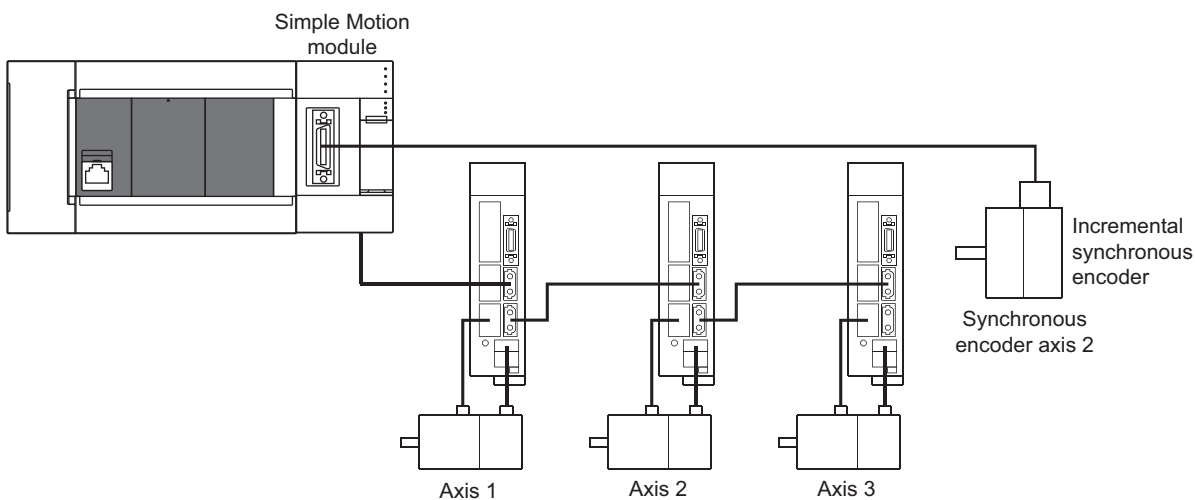 Simple Motion
module
Incremental
synchronous
encoder
Synchronous
encoder axis 2
Axis 1
Axis 2
Axis 3